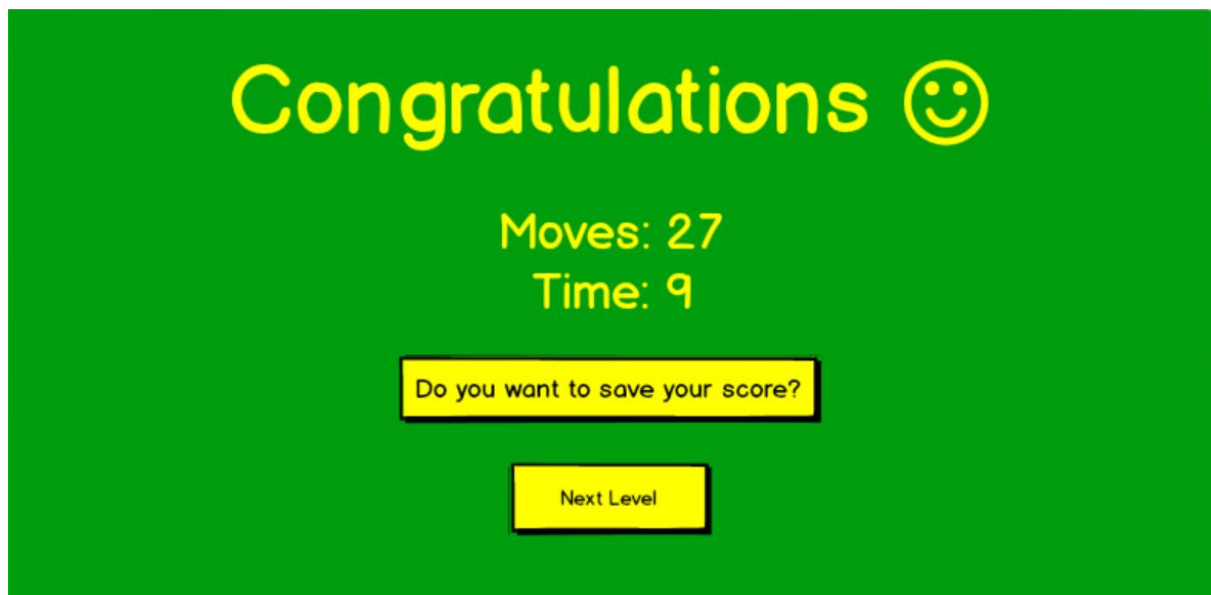 Congratulations ☺
Moves: 27
Time: 9
Do you want to save your score?
Next Level